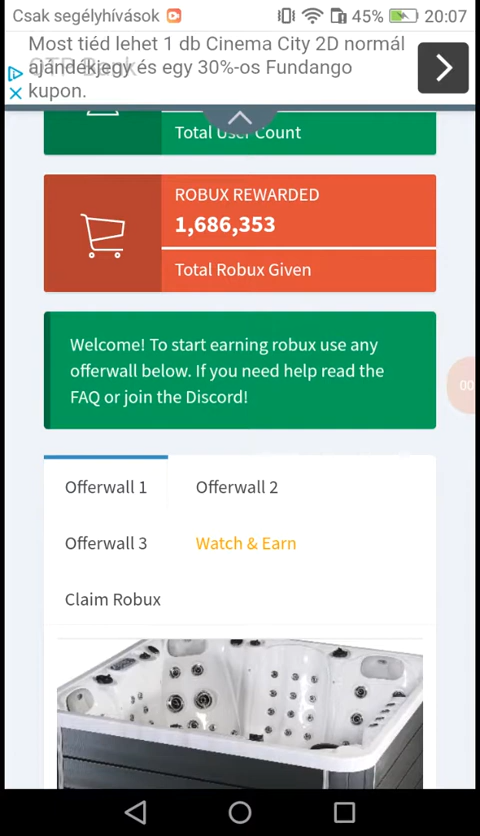 Csak segélyhívások 45% 20:07
Most tiéd lehet 1 db Cinema City 2D normál
ajándékjegy és egy 30%-os Fundango
kupon.
OTP Bank
Total User Count
ROBUX REWARDED
1,686,353
Total Robux Given
Welcome! To start earning robux use any
offerwall below. If you need help read the
FAQ or join the Discord!
Offerwall 1 Offerwall 2
Offerwall 3 Watch & Earn
Claim Robux
00